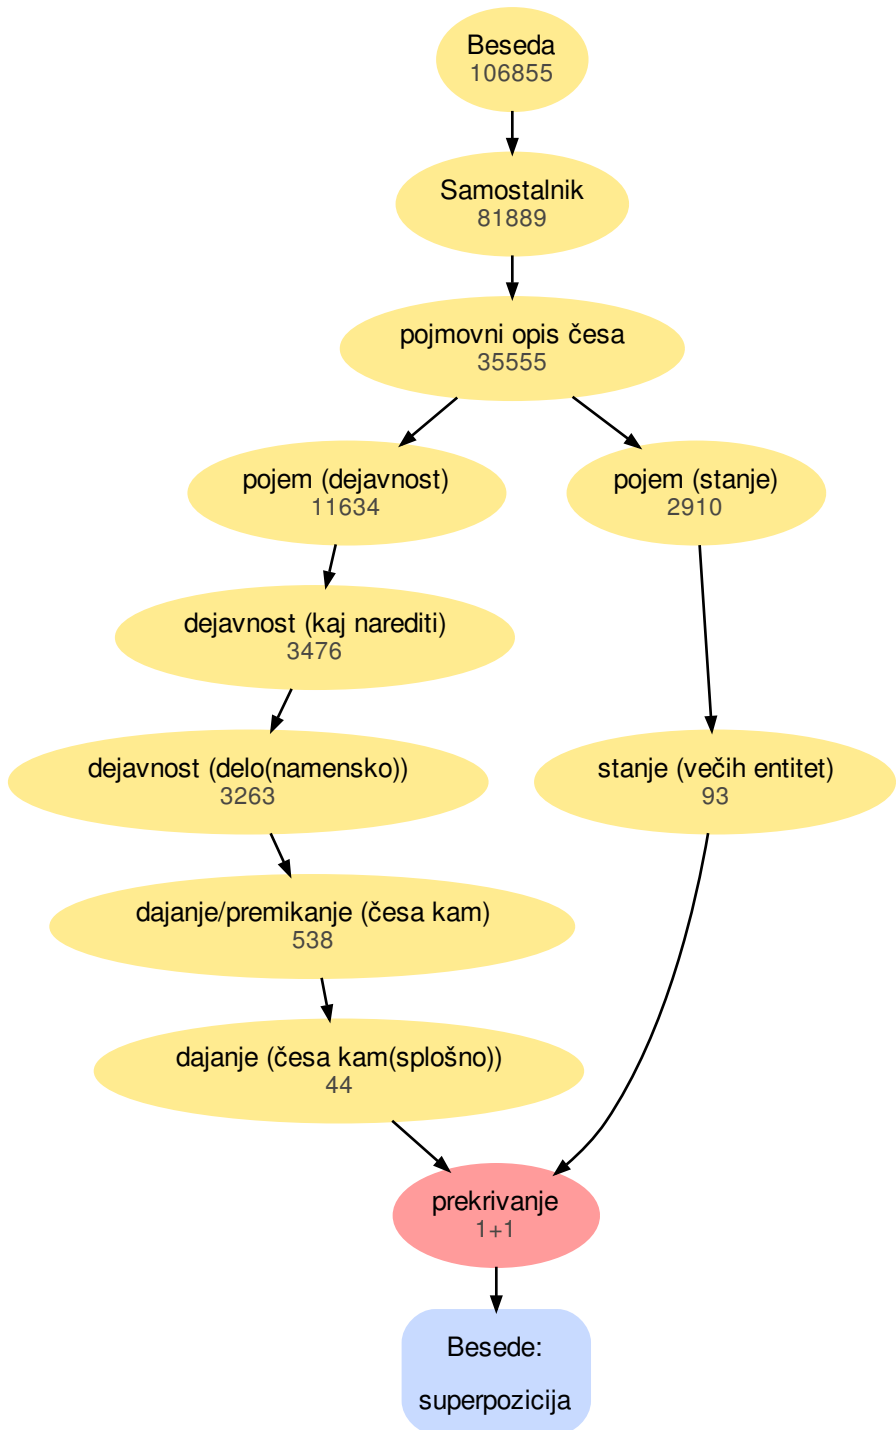 Beseda
106855
Samostalnik
81889
pojmovni opis česa
35555
pojem (dejavnost)
11634
pojem (stanje)
2910
dejavnost (kaj narediti)
3476
dejavnost (delo(namensko))
3263
stanje (večih entitet)
93
dajanje/premikanje (česa kam)
538
dajanje (česa kam(splošno))
44
prekrivanje
1+1
Besede:
superpozicija